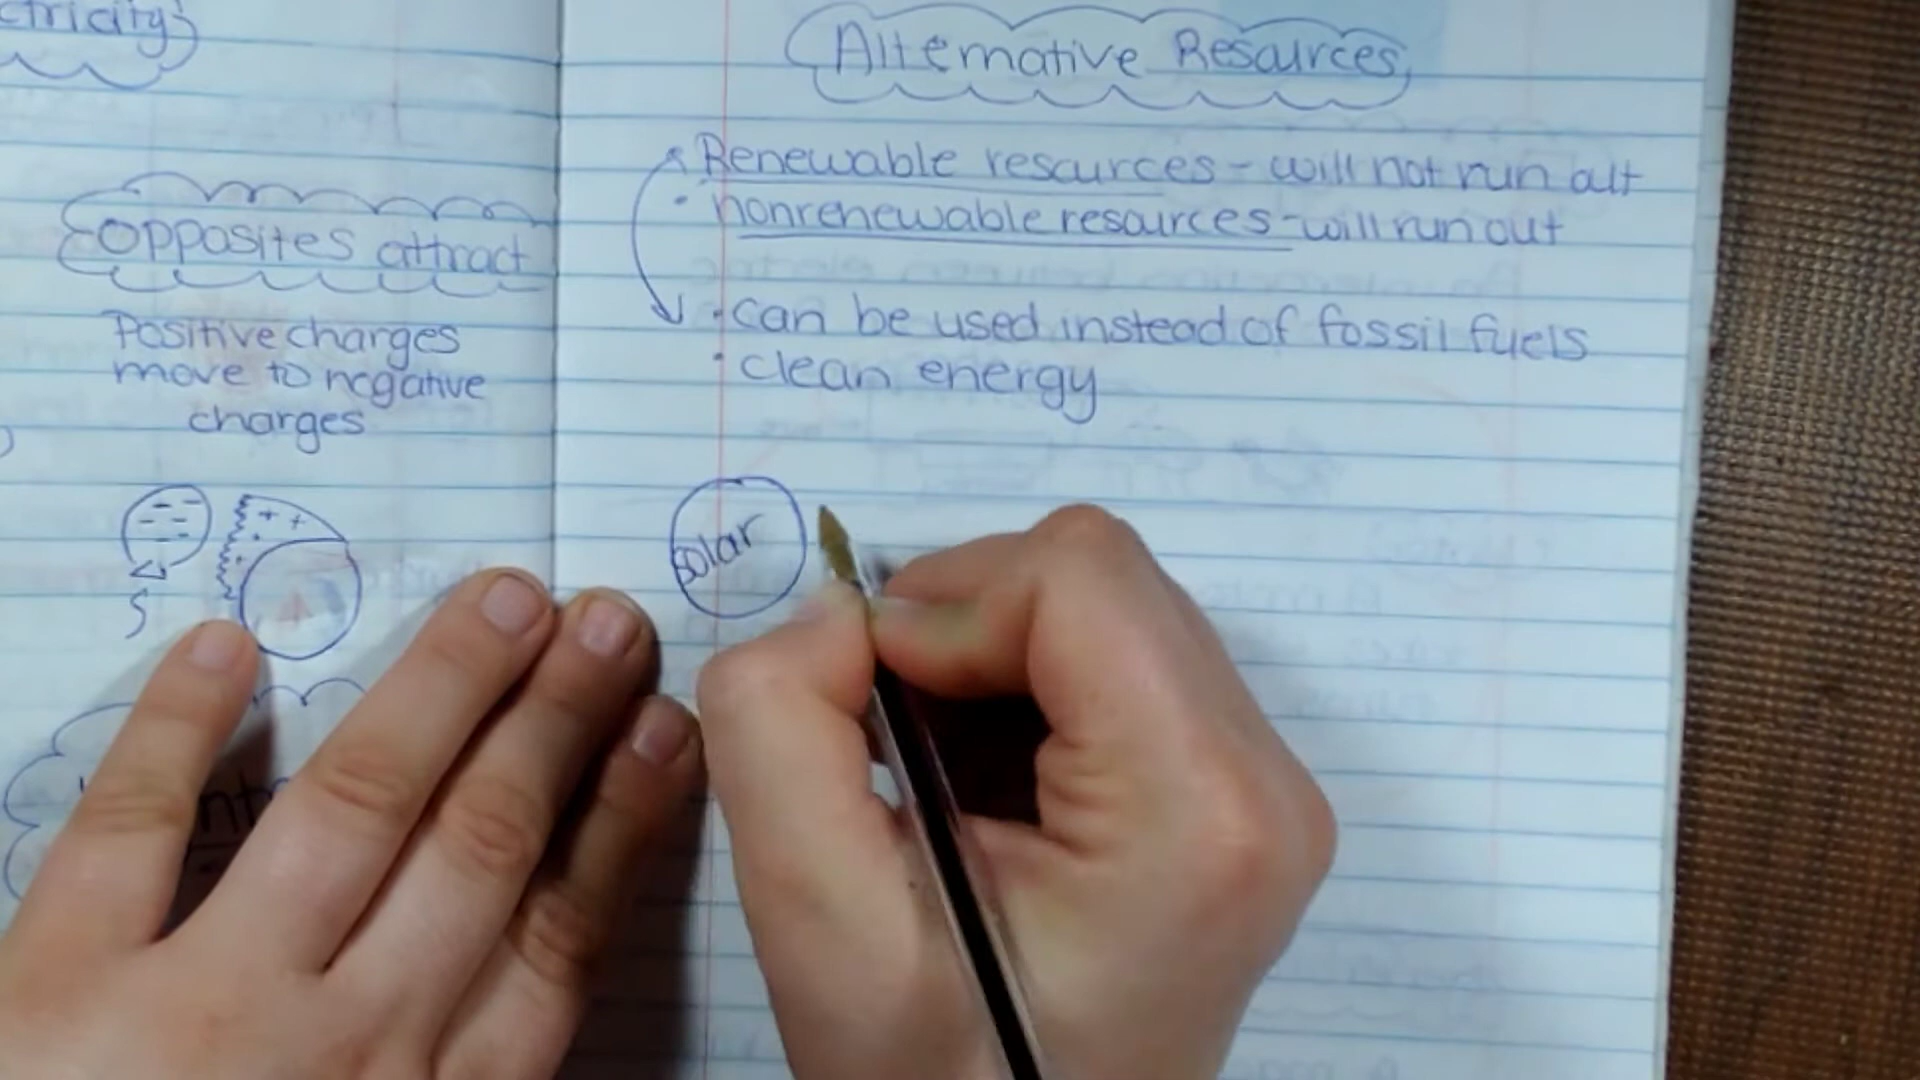 ctricity
Opposites attract
Positive charges
move to negative
charges
Alternative Resources
Renewable resources - will not run out
• nonrenewable resources - will run out
• can be used instead of fossil fuels
• clean energy
solar